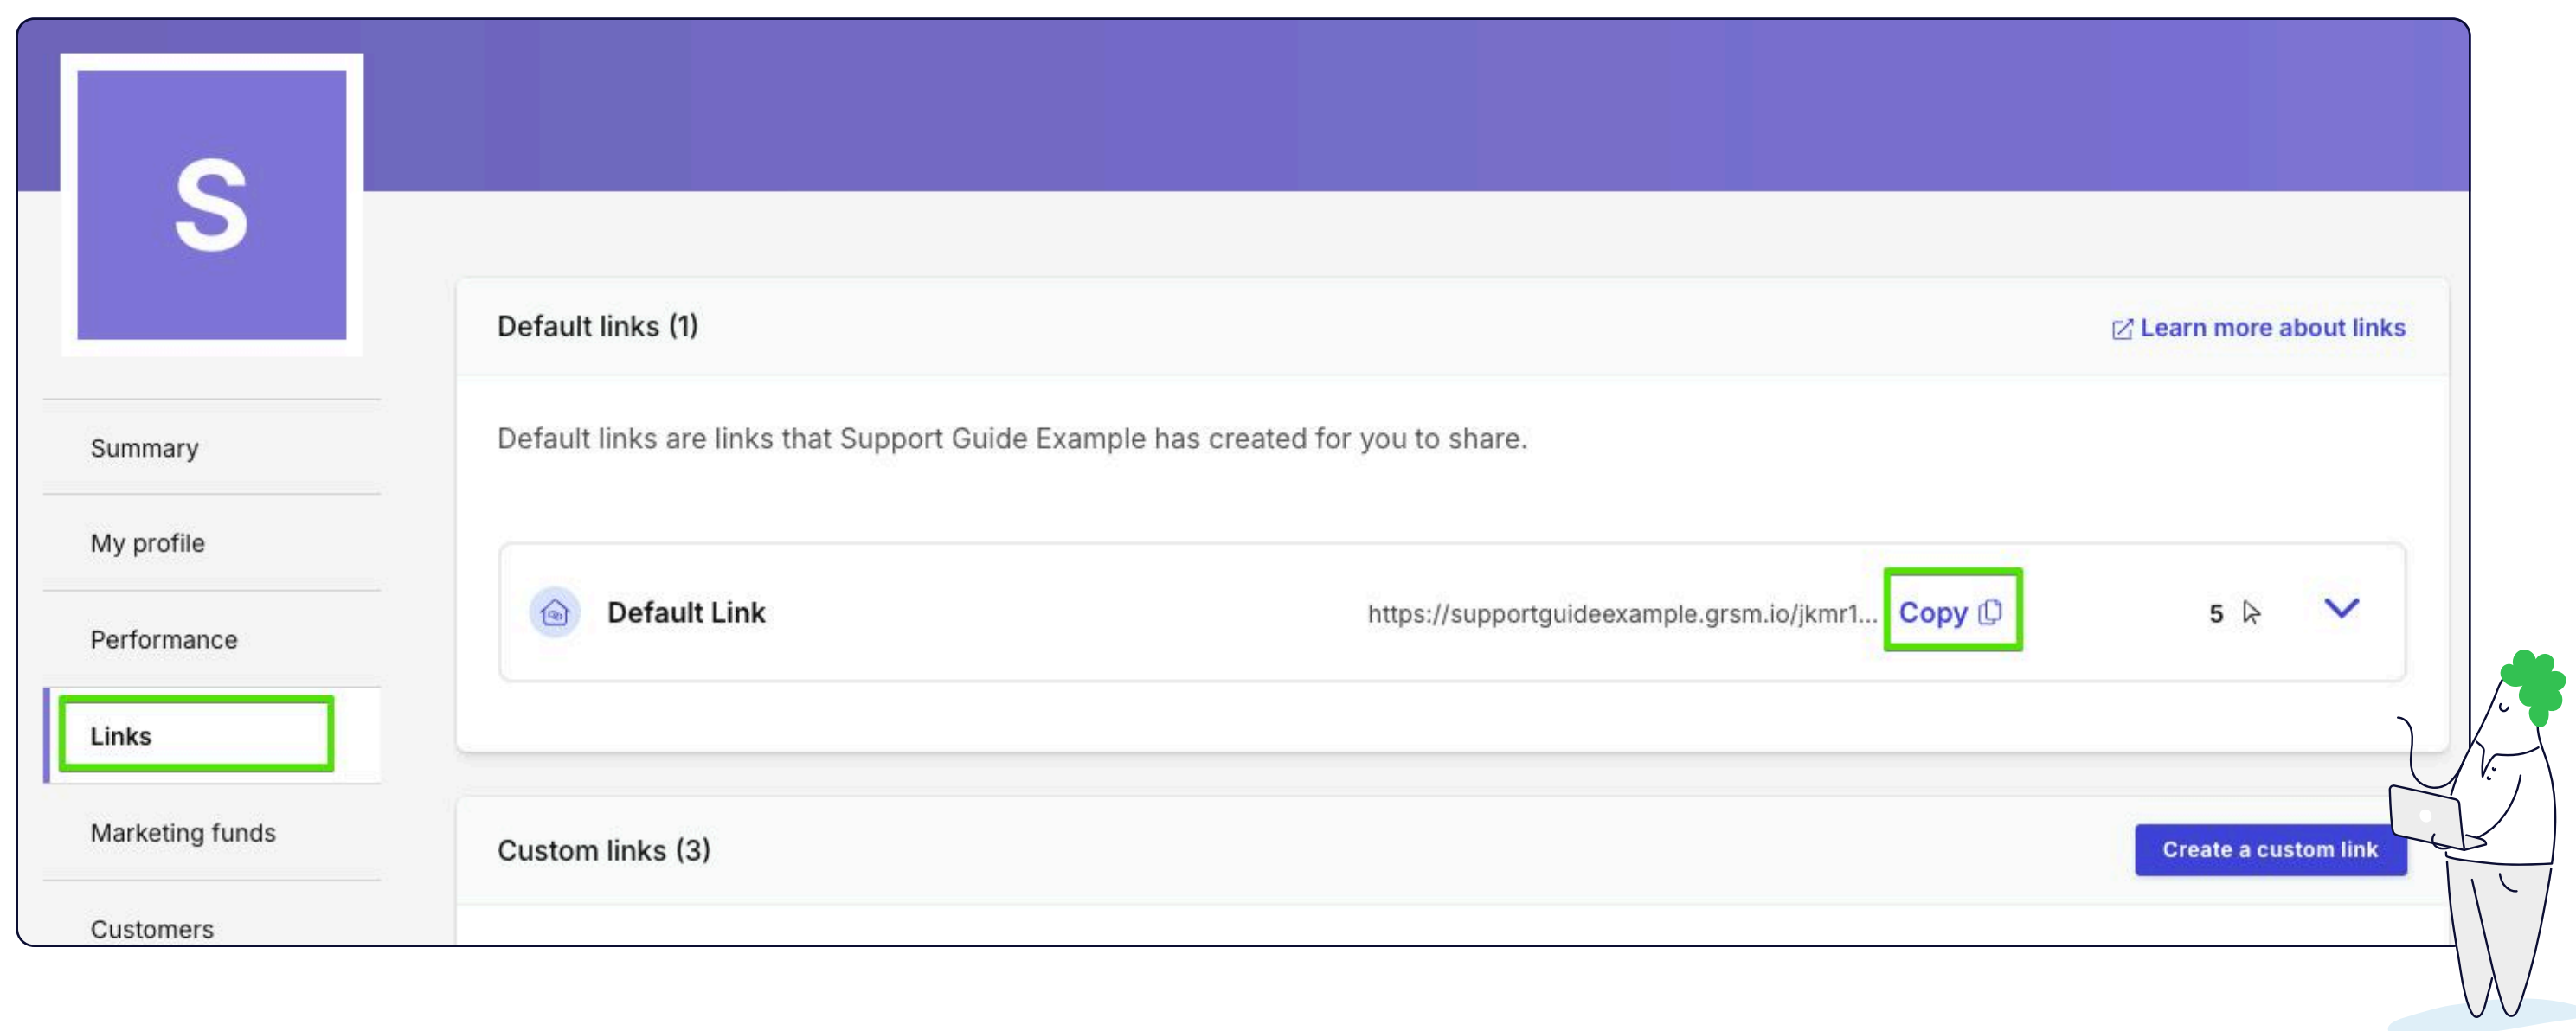 S
Summary
My profile
Performance
Links
Marketing funds
Customers
Default links (1)
Learn more about links
Default links are links that Support Guide Example has created for you to share.
Default Link
https://supportguideexample.grsm.io/jkmr1...
Copy
5
Custom links (3)
Create a custom link